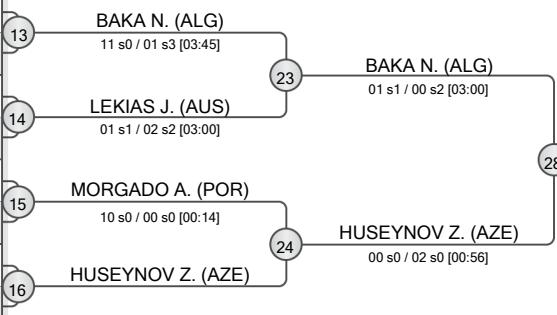 BAKA N. (ALG)
13
11 s0 / 01 s3 [03:45]
23
BAKA N. (ALG)
01 s1 / 00 s2 [03:00]
LEKIAS J. (AUS)
14
01 s1 / 02 s2 [03:00]
28
MORGADO A. (POR)
15
10 s0 / 00 s0 [00:14]
24
HUSEYNOV Z. (AZE)
00 s0 / 02 s0 [00:56]
HUSEYNOV Z. (AZE)
16